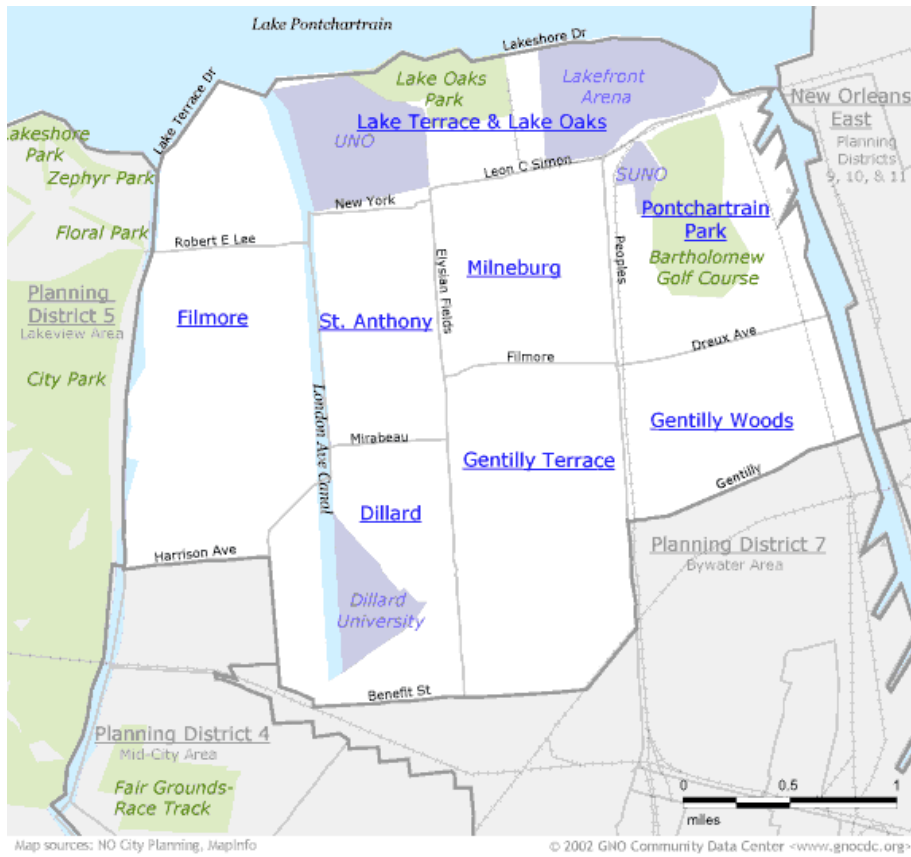 Lake Pontchartrain
Lakeshore Dr
Lake Terrace Dr
Lake Oaks
Park
Lakefront
Arena
New Orleans
East
Planning
Districts
9, 10, & 11
Lakeshore
Park
Zephyr Park
UNO
Lake Terrace & Lake Oaks
Leon C Simon
SUNO
New York
Pontchartrain
Park
Floral Park
Robert E Lee
Elysian Fields
Peoples
Bartholomew
Golf Course
Milneburg
Planning
District 5
Lakeview Area
Filmore
St. Anthony
Dreux Ave
Filmore
City Park
London Ave Canal
Mirabeau
Gentilly Woods
Gentilly Terrace
Gentilly
Dillard
Harrison Ave
Planning District 7
Bywater Area
Dillard
University
Benefit St
Planning District 4
Mid-City Area
Fair Grounds-
Race Track
0 0.5 1
miles
Map sources: NO City Planning, MapInfo
© 2002 GNO Community Data Center <www.gnocdc.org>